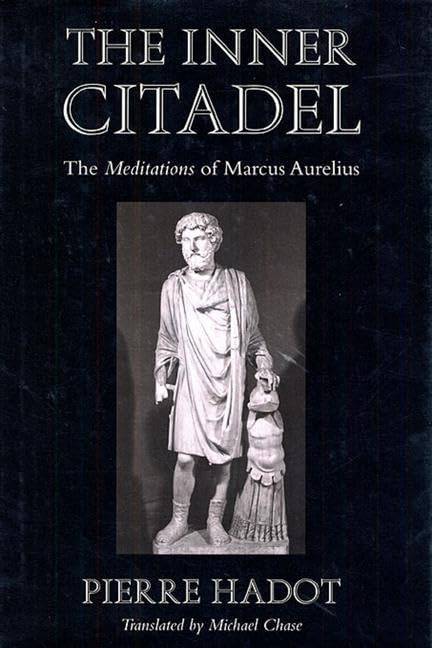 THE INNER
CITADEL
The Meditations of Marcus Aurelius
PIERRE HADOT
Translated by Michael Chase